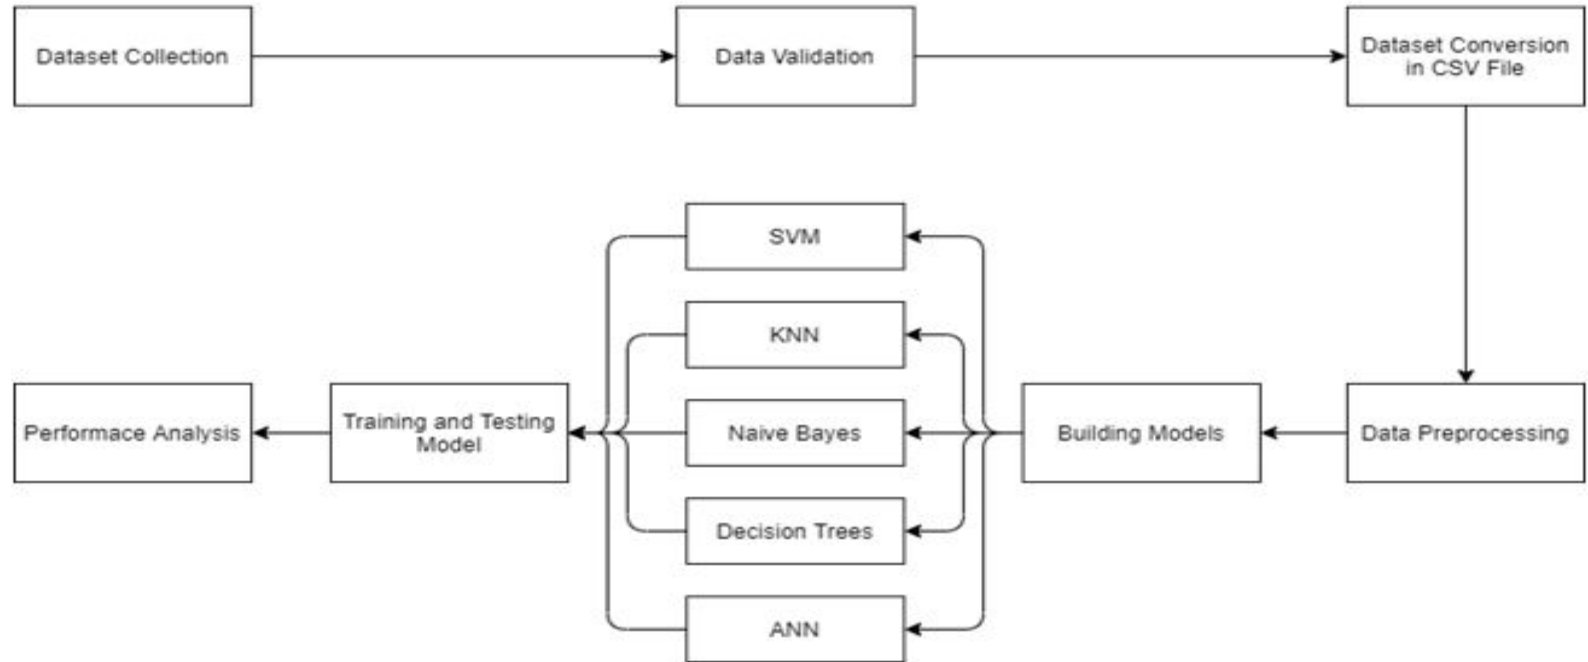 Dataset Collection
Data Validation
Dataset Conversion
in CSV File
SVM
KNN
Performace Analysis
Training and Testing
Model
Naive Bayes
Building Models
Data Preprocessing
Decision Trees
ANN